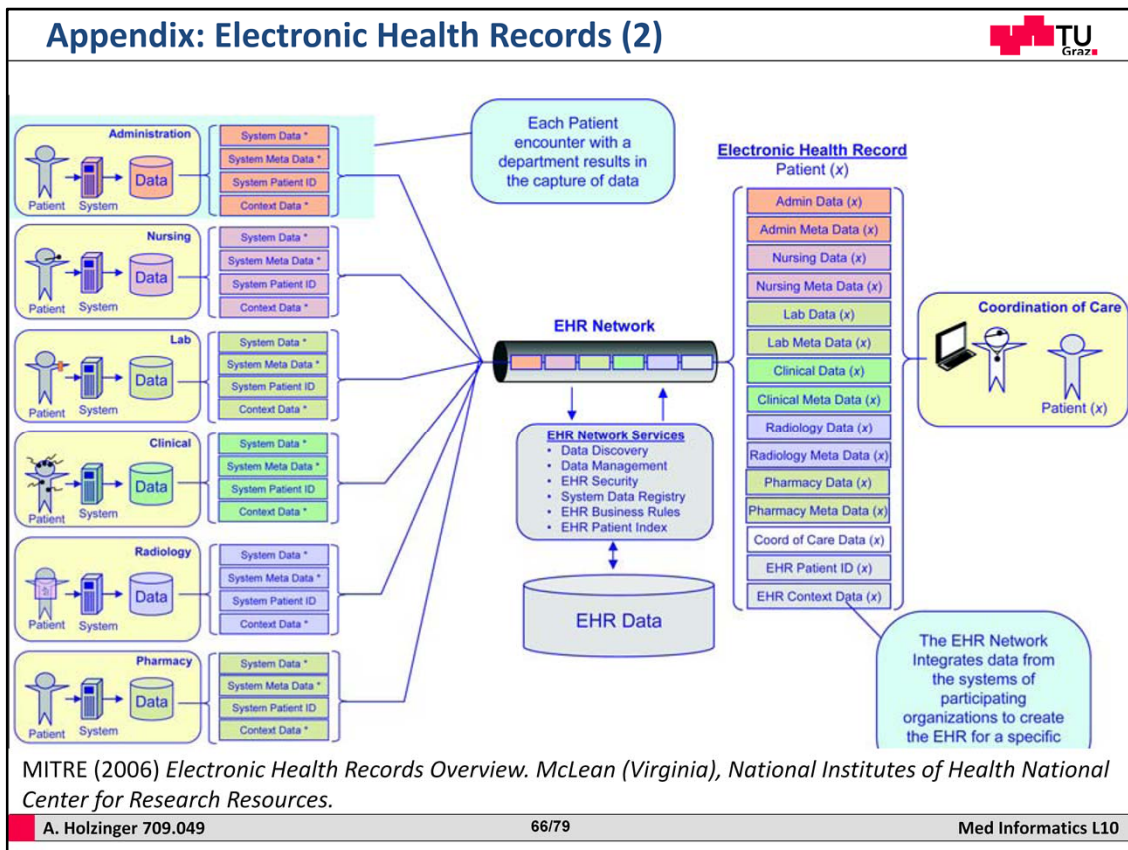 Appendix: Electronic Health Records (2)
TU
Graz
Administration
Patient
System
Data
System Data *
System Meta Data *
System Patient ID
Context Data *
Nursing
Patient
System
Data
System Data *
System Meta Data *
System Patient ID
Context Data *
Lab
Patient
System
Data
System Data *
System Meta Data *
System Patient ID
Context Data *
Clinical
Patient
System
Data
System Data *
System Meta Data *
System Patient ID
Context Data *
Radiology
Patient
System
Data
System Data *
System Meta Data *
System Patient ID
Context Data *
Pharmacy
Patient
System
Data
System Data *
System Meta Data *
System Patient ID
Context Data *
Each Patient
encounter with a
department results in
the capture of data
EHR Network
EHR Network Services
• Data Discovery
• Data Management
• EHR Security
• System Data Registry
• EHR Business Rules
• EHR Patient Index
EHR Data
Electronic Health Record
Patient (x)
Admin Data (x)
Admin Meta Data (x)
Nursing Data (x)
Nursing Meta Data (x)
Lab Data (x)
Lab Meta Data (x)
Clinical Data (x)
Clinical Meta Data (x)
Radiology Data (x)
Radiology Meta Data (x)
Pharmacy Data (x)
Pharmacy Meta Data (x)
Coord of Care Data (x)
EHR Patient ID (x)
EHR Context Data (x)
Coordination of Care
Patient (x)
The EHR Network
Integrates data from
the systems of
participating
organizations to create
the EHR for a specific
MITRE (2006) Electronic Health Records Overview. McLean (Virginia), National Institutes of Health National
Center for Research Resources.
A. Holzinger 709.049
66/79
Med Informatics L10